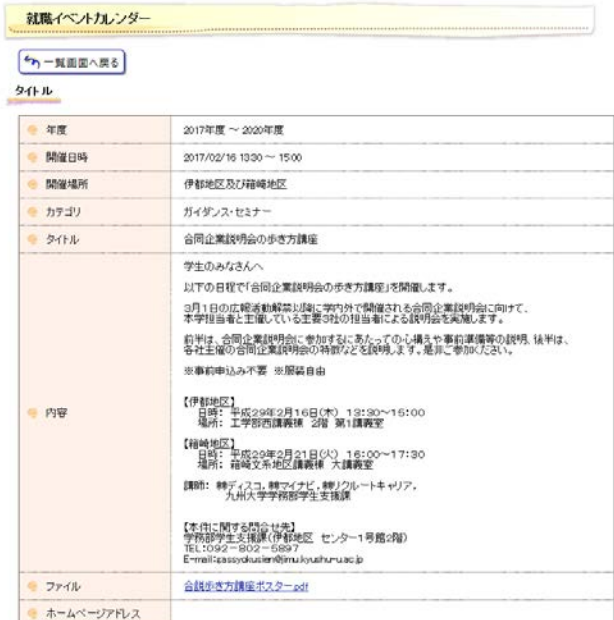 就職イベントカレンダー
一覧画面へ戻る
タイトル
年度 2017年度 ～ 2020年度
開催日時 2017/02/16 1330 ～ 1500
開催場所 伊都地区及び箱崎地区
カテゴリ ガイダンス・セミナー
タイトル 合同企業説明会の歩き方講座
学生のみなさんへ
以下の日程で「合同企業説明会の歩き方講座」を開催します。
3月1日の広報活動解禁以降に学内外で開催される合同企業説明会に向けて、
本学担当者と主催している主要3社の担当者による説明会を実施します。
前半は、合同企業説明会に参加するにあたっての心構えや事前準備等の説明、後半は、
各社主催の合同企業説明会の特徴などを説明します。是非ご参加ください。
※事前申込み不要 ※服装自由
内容
【伊都地区】
日時: 平成29年2月16日(木) 13:30～15:00
場所: 工学部西講義棟 2階 第1講義室
【箱崎地区】
日時: 平成29年2月21日(火) 16:00～17:30
場所: 箱崎文系地区講義棟 大講義室
講師: ㈱ディスコ,㈱マイナビ,㈱リクルートキャリア,
九州大学学務部学生支援課
【本件に関する問合せ先】
学務部学生支援課(伊都地区 センター1号館2階)
TEL:092－802－5897
E-mail:gassyokusien@jimu.kyushu-u.ac.jp
ファイル 合説歩き方講座ポスター.pdf
ホームページアドレス